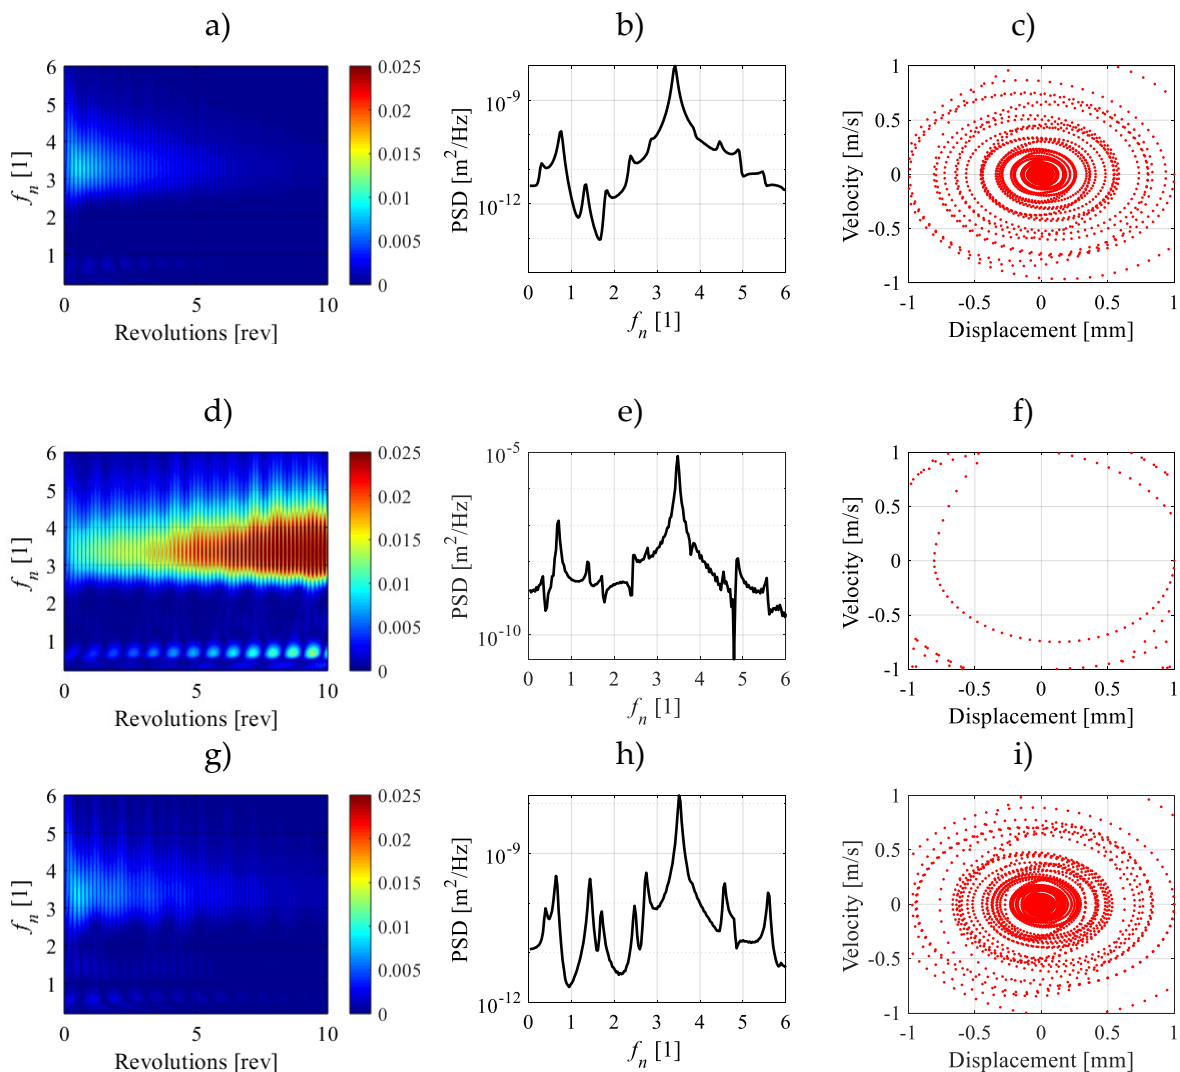 a) b) c)
6
5
4
3
2
1
0 5 10
f_n [1]
Revolutions [rev]
0.025
0.02
0.015
0.01
0.005
0
10^-9
10^-12
PSD [m^2/Hz]
0 1 2 3 4 5 6
f_n [1]
1
0.5
0
-0.5
-1
Velocity [m/s]
-1 -0.5 0 0.5 1
Displacement [mm]
d) e) f)
6
5
4
3
2
1
0 5 10
f_n [1]
Revolutions [rev]
0.025
0.02
0.015
0.01
0.005
0
10^-5
10^-10
PSD [m^2/Hz]
0 1 2 3 4 5 6
f_n [1]
1
0.5
0
-0.5
-1
Velocity [m/s]
-1 -0.5 0 0.5 1
Displacement [mm]
g) h) i)
6
5
4
3
2
1
0 5 10
f_n [1]
Revolutions [rev]
0.025
0.02
0.015
0.01
0.005
0
10^-9
10^-12
PSD [m^2/Hz]
0 1 2 3 4 5 6
f_n [1]
1
0.5
0
-0.5
-1
Velocity [m/s]
-1 -0.5 0 0.5 1
Displacement [mm]